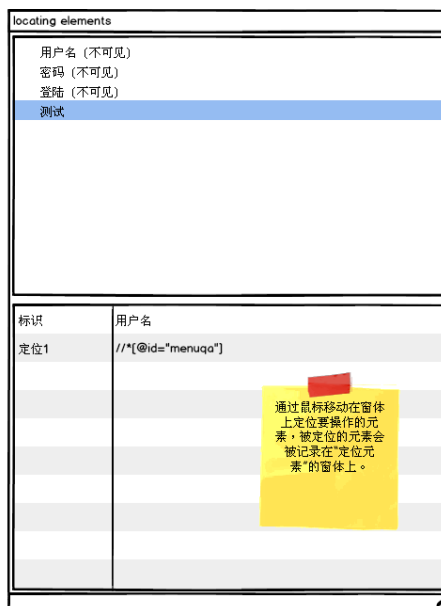 locating elements
用户名（不可见）
密码（不可见）
登陆（不可见）
测试
标识 用户名
定位1 //*[@id="menuqa"]
通过鼠标移动在窗体
上定位要操作的元
素，被定位的元素会
被记录在“定位元
素”的窗体上。